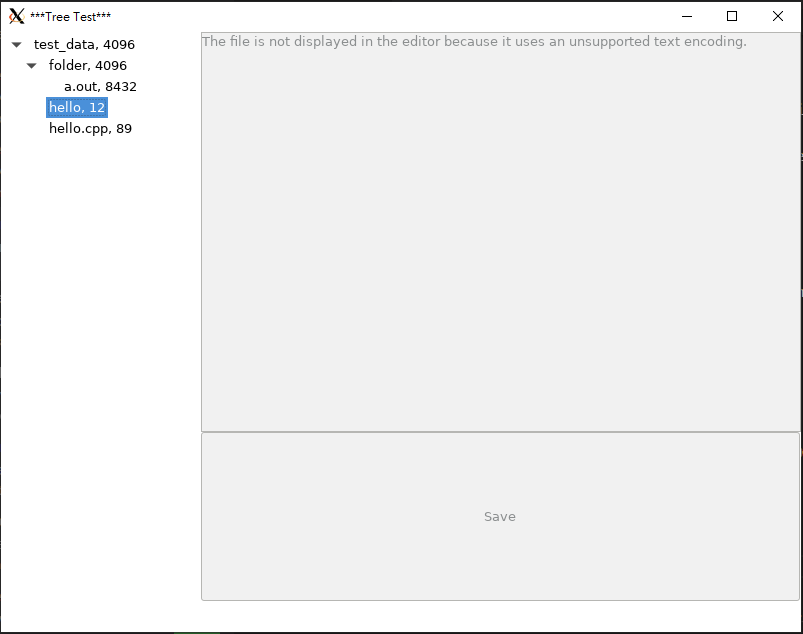 ***Tree Test***
test_data, 4096
folder, 4096
a.out, 8432
hello, 12
hello.cpp, 89
The file is not displayed in the editor because it uses an unsupported text encoding.
Save